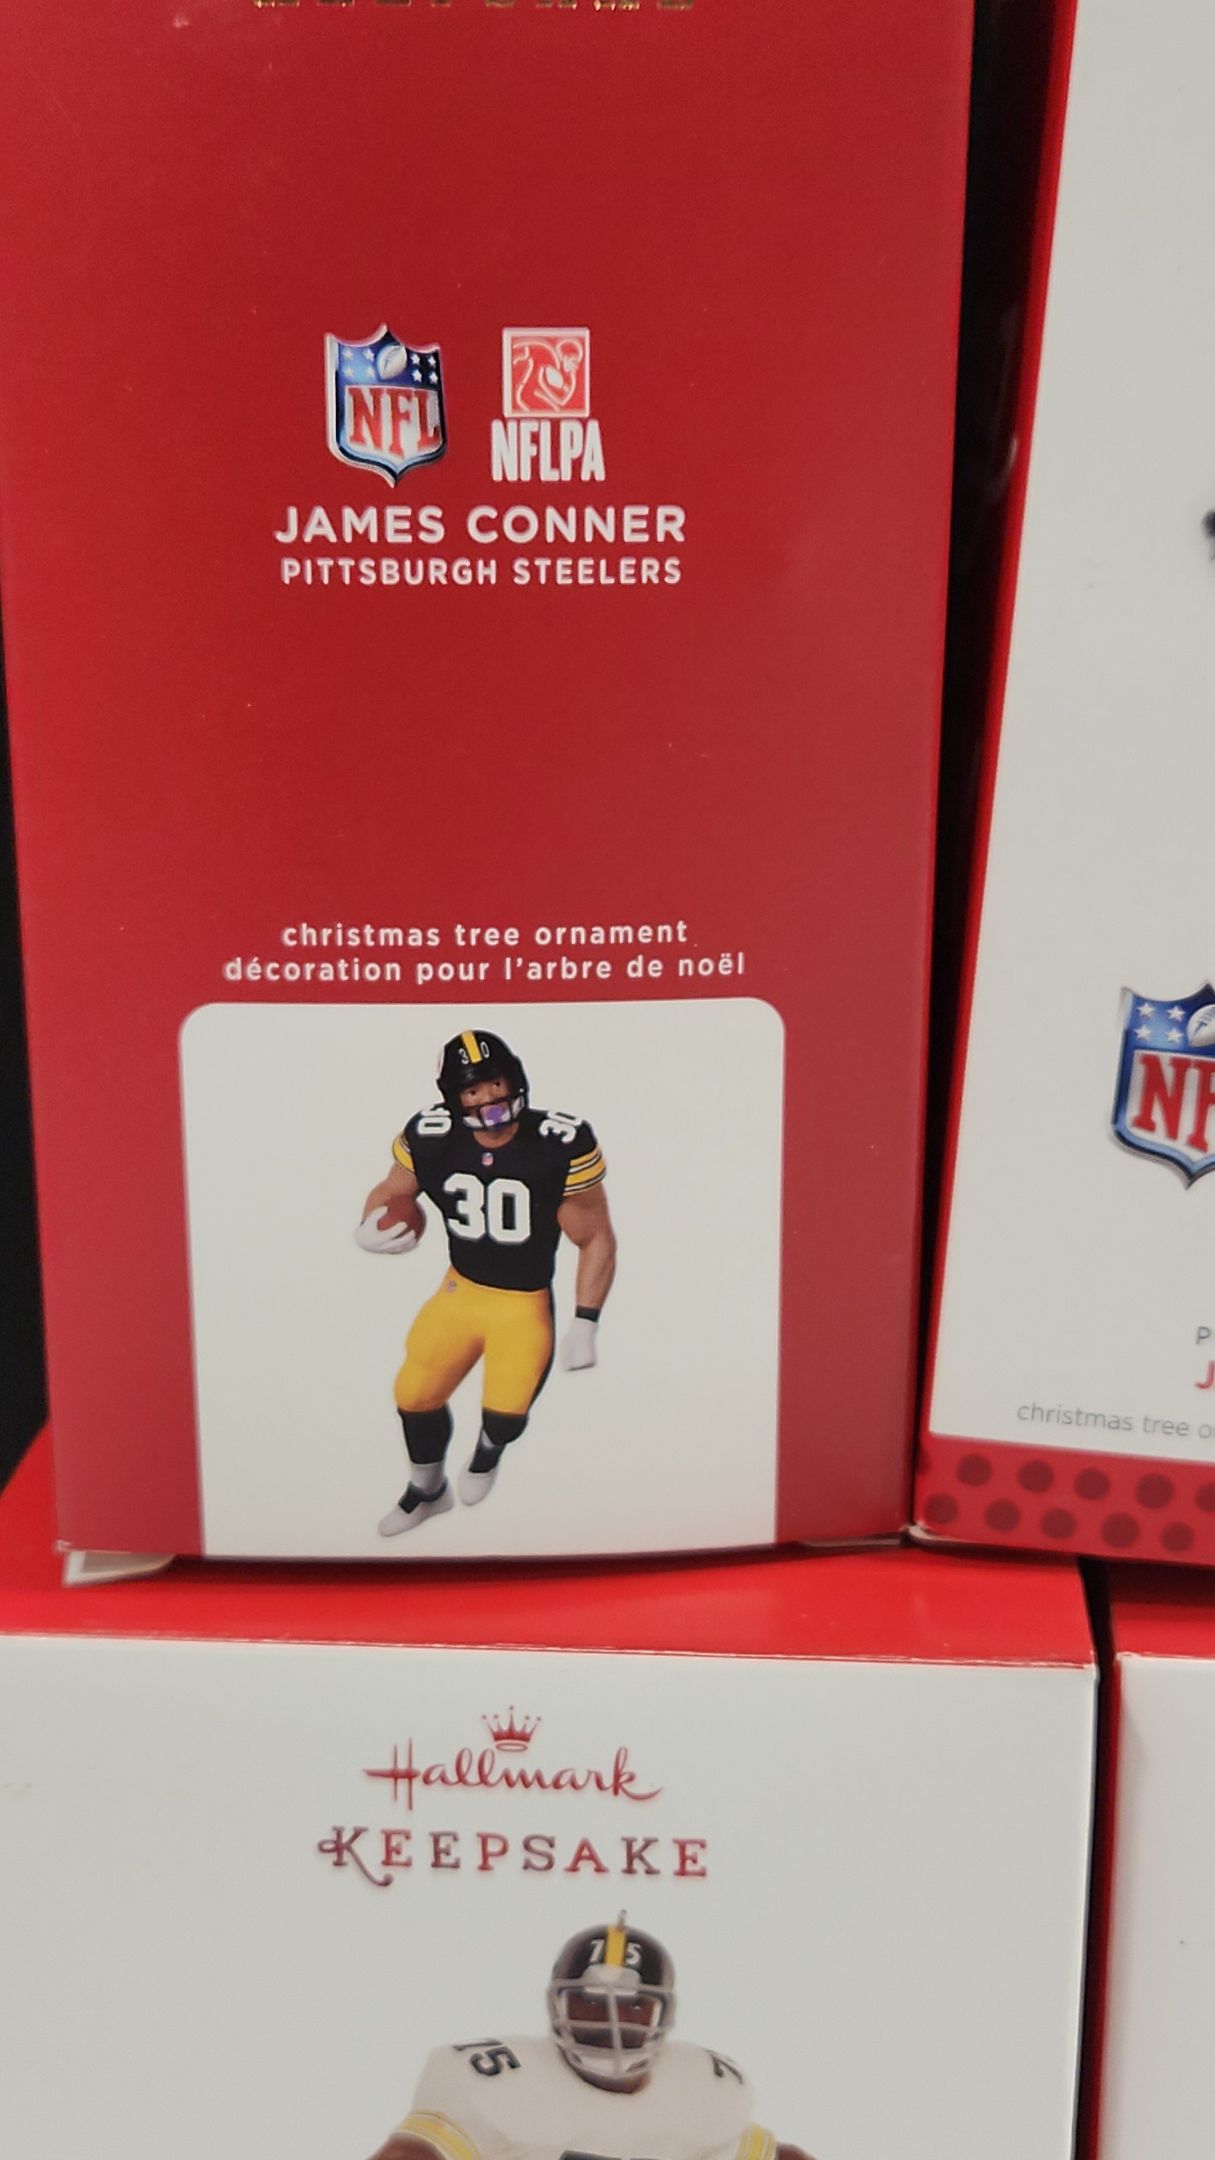 NFL
NFLPA
JAMES CONNER
PITTSBURGH STEELERS
christmas tree ornament
décoration pour l'arbre de noël
30
30
30
30
NF
P
J
christmas tree o
Hallmark
KEEPSAKE
75
75